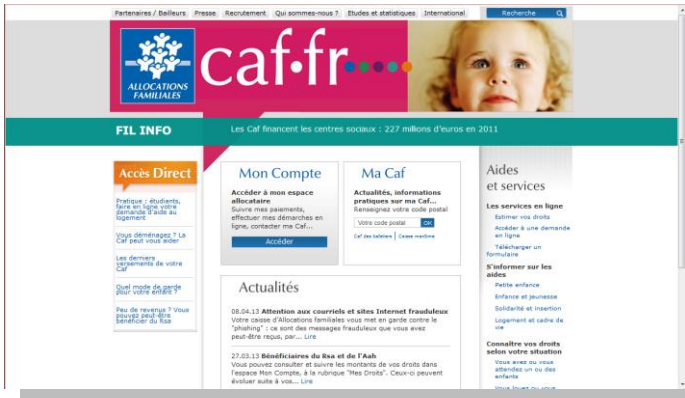 Partenaires / Bailleurs Presse Recrutement Qui sommes-nous ? Etudes et statistiques International Recherche
ALLOCATIONS
FAMILIALES
caf.fr
FIL INFO
Les Caf financent les centres sociaux : 227 millions d'euros en 2011
Accès Direct
Pratique : étudiants,
faire en ligne votre
demande d'aide au
logement
Vous déménagez ? La
Caf peut vous aider
Les derniers
versements de votre
Caf
Quel mode de garde
pour votre enfant ?
Peu de revenus ? Vous
pouvez peut-être
bénéficier du Rsa
Mon Compte
Accéder à mon espace
allocataire
Suivre mes paiements,
effectuer mes démarches en
ligne, contacter ma Caf...
Accéder
Ma Caf
Actualités, informations
pratiques sur ma Caf...
Renseignez votre code postal
Votre code postal OK
Caf des bateliers | Caisse maritime
Actualités
08.04.13 Attention aux courriels et sites Internet frauduleux
Votre caisse d'Allocations familiales vous met en garde contre le
"phishing" : ce sont des messages frauduleux que vous avez
peut-être reçus, par... Lire
27.03.13 Bénéficiaires du Rsa et de l'Aah
Vous pouvez consulter et suivre les montants de vos droits dans
l'espace Mon Compte, à la rubrique "Mes Droits". Ceux-ci peuvent
évoluer suite à vos... Lire
Aides
et services
Les services en ligne
Estimer vos droits
Accéder à une demande
en ligne
Télécharger un
formulaire
S'informer sur les
aides
Petite enfance
Enfance et jeunesse
Solidarité et insertion
Logement et cadre de
vie
Connaître vos droits
selon votre situation
Vous avez ou vous
attendez un ou des
enfants
Vous louez ou vous